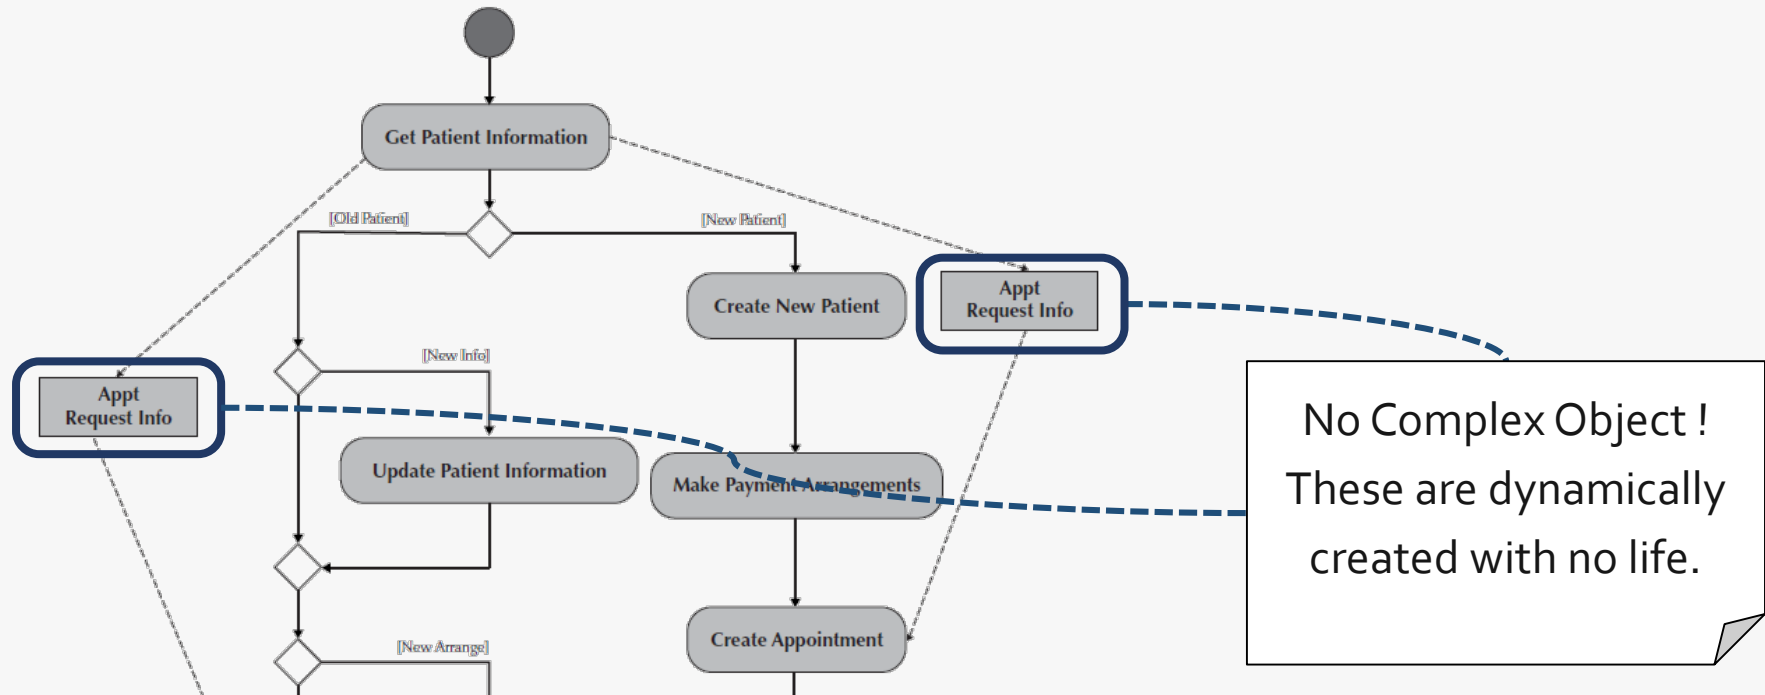 Get Patient Information
[Old Patient]
[New Patient]
Create New Patient
Appt
Request Info
[New Info]
Appt
Request Info
Update Patient Information
Make Payment Arrangements
No Complex Object !
These are dynamically
created with no life.
Create Appointment
[New Arrange]